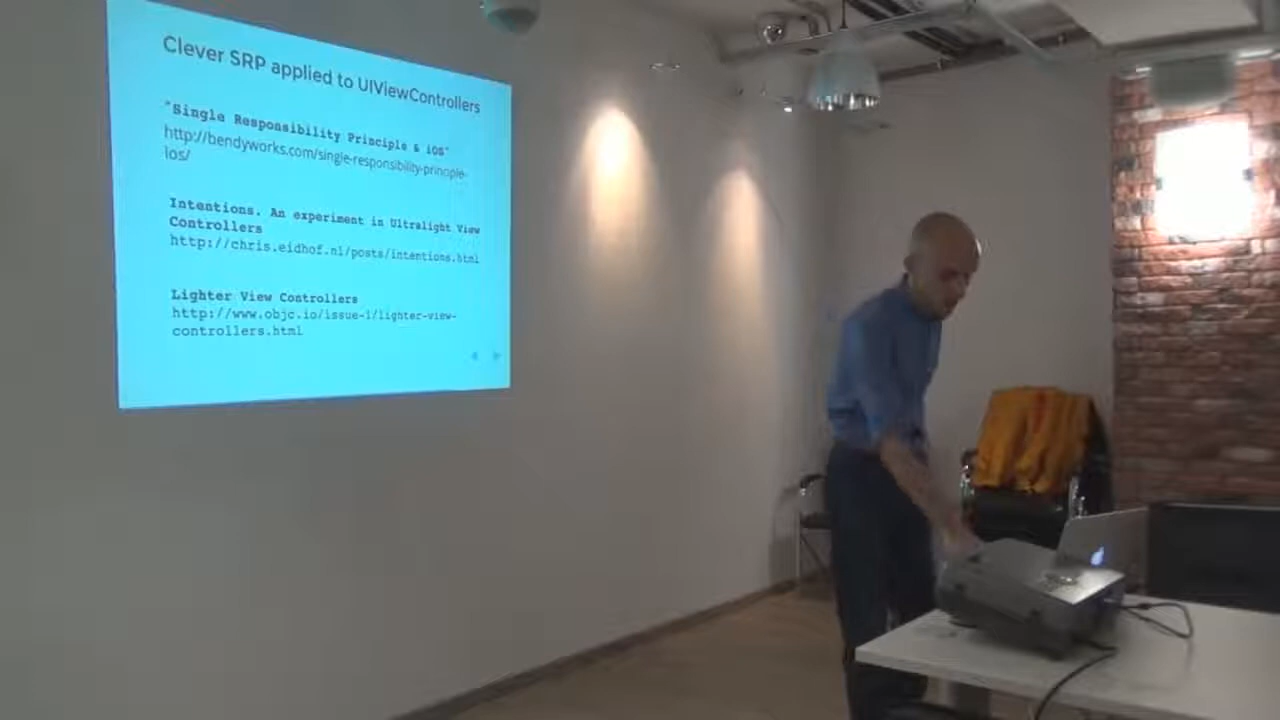 Clever SRP applied to UIViewControllers
"Single Responsibility Principle & iOS"
http://bendyworks.com/single-responsibility-principle-
ios/
Intentions. An experiment in Ultralight View
Controllers
http://chris.eidhof.nl/posts/intentions.html
Lighter View Controllers
http://www.objc.io/issue-1/lighter-view-
controllers.html